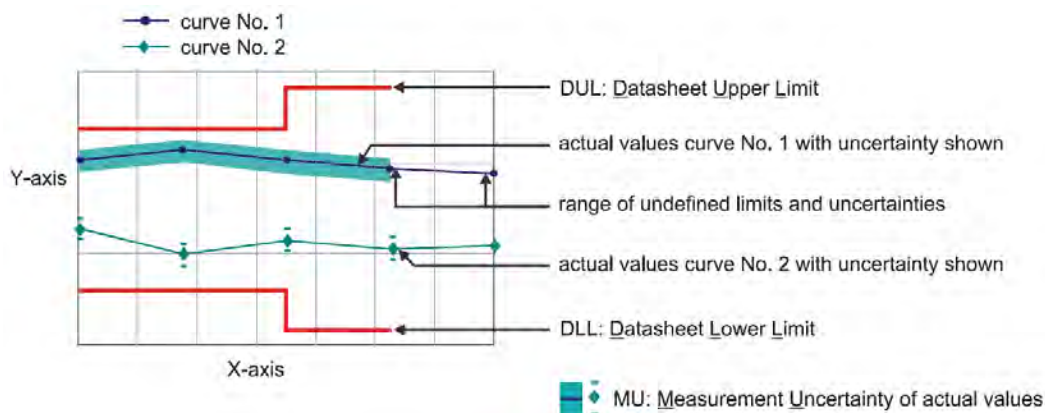 curve No. 1
curve No. 2
DUL: Datasheet Upper Limit
actual values curve No. 1 with uncertainty shown
Y-axis
range of undefined limits and uncertainties
actual values curve No. 2 with uncertainty shown
DLL: Datasheet Lower Limit
X-axis
MU: Measurement Uncertainty of actual values